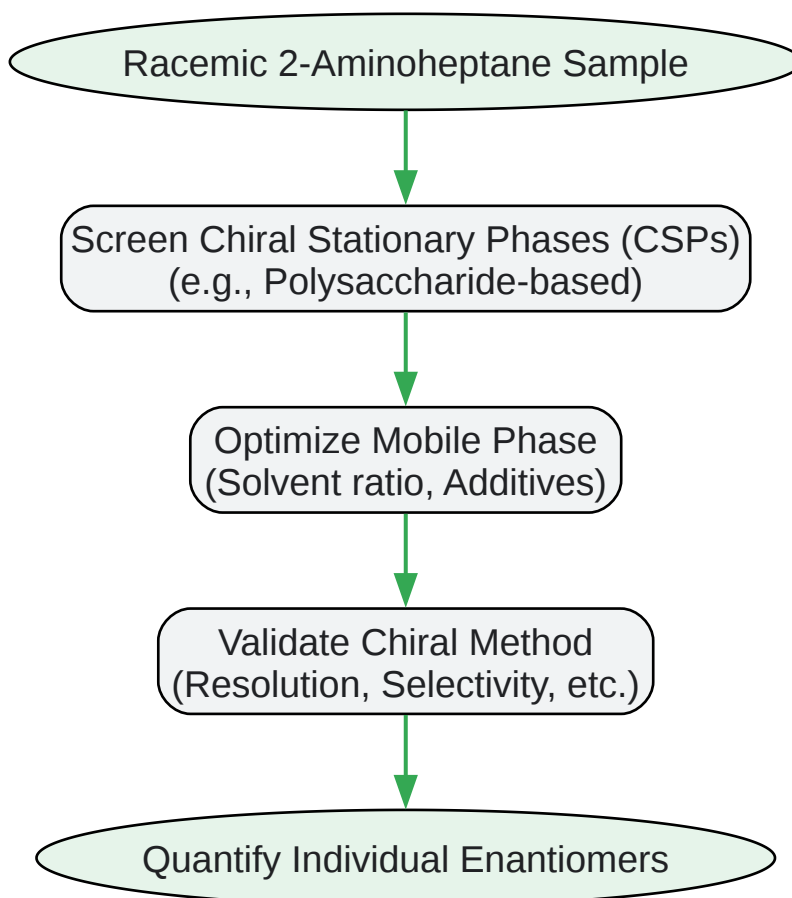 Racemic 2-Aminoheptane Sample
Screen Chiral Stationary Phases (CSPs)
(e.g., Polysaccharide-based)
Optimize Mobile Phase
(Solvent ratio, Additives)
Validate Chiral Method
(Resolution, Selectivity, etc.)
Quantify Individual Enantiomers